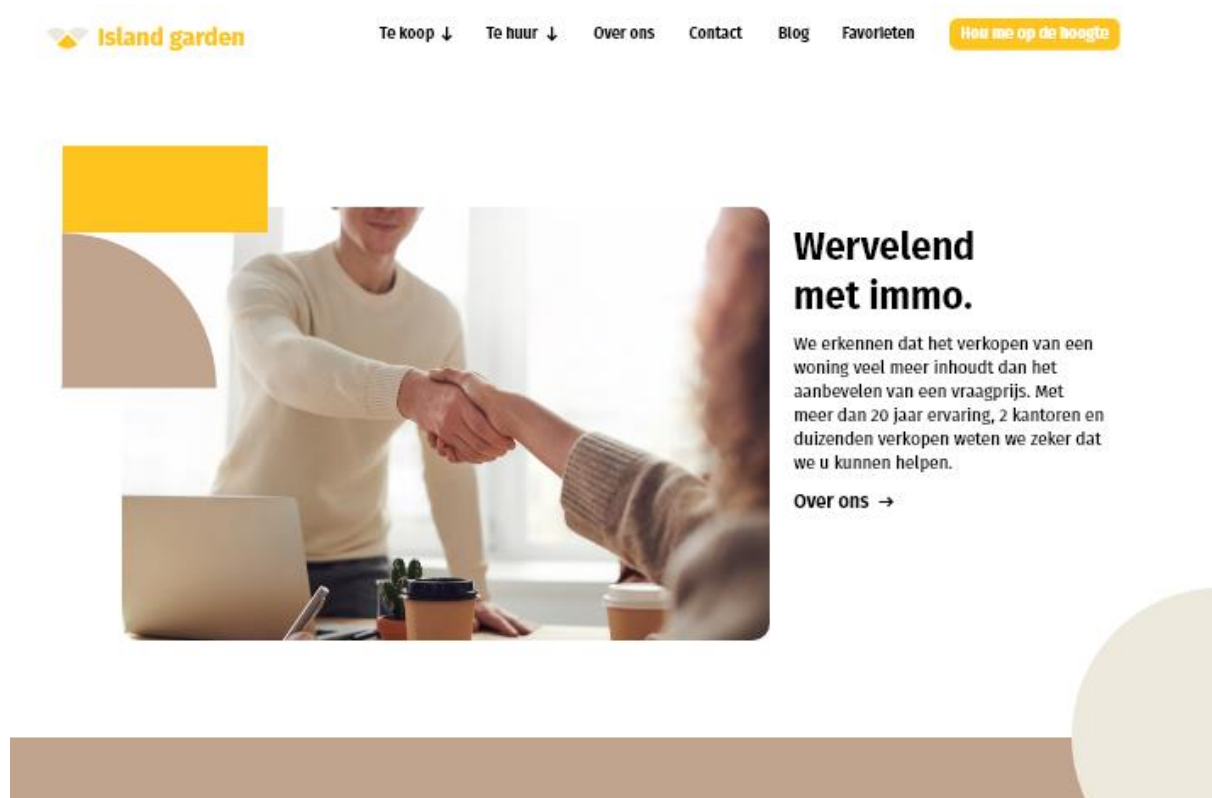 Island garden
Te koop ↓
Te huur ↓
Over ons
Contact
Blog
Favorieten
Hou me op de hoogte
Wervelend
met immo.
We erkennen dat het verkopen van een
woning veel meer inhoudt dan het
aanbevelen van een vraagprijs. Met
meer dan 20 jaar ervaring, 2 kantoren en
duizenden verkopen weten we zeker dat
we u kunnen helpen.
Over ons →